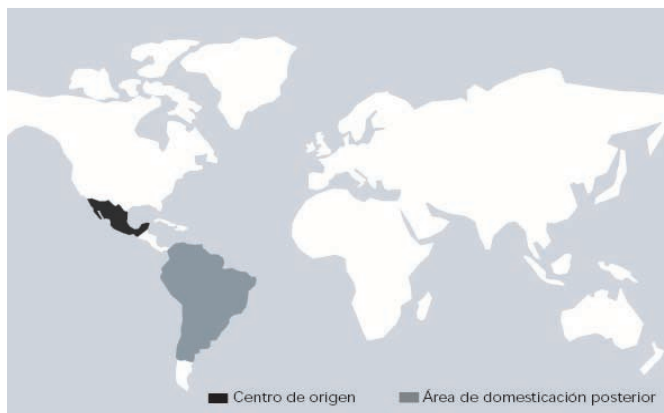 Centro de origen
Área de domesticación posterior